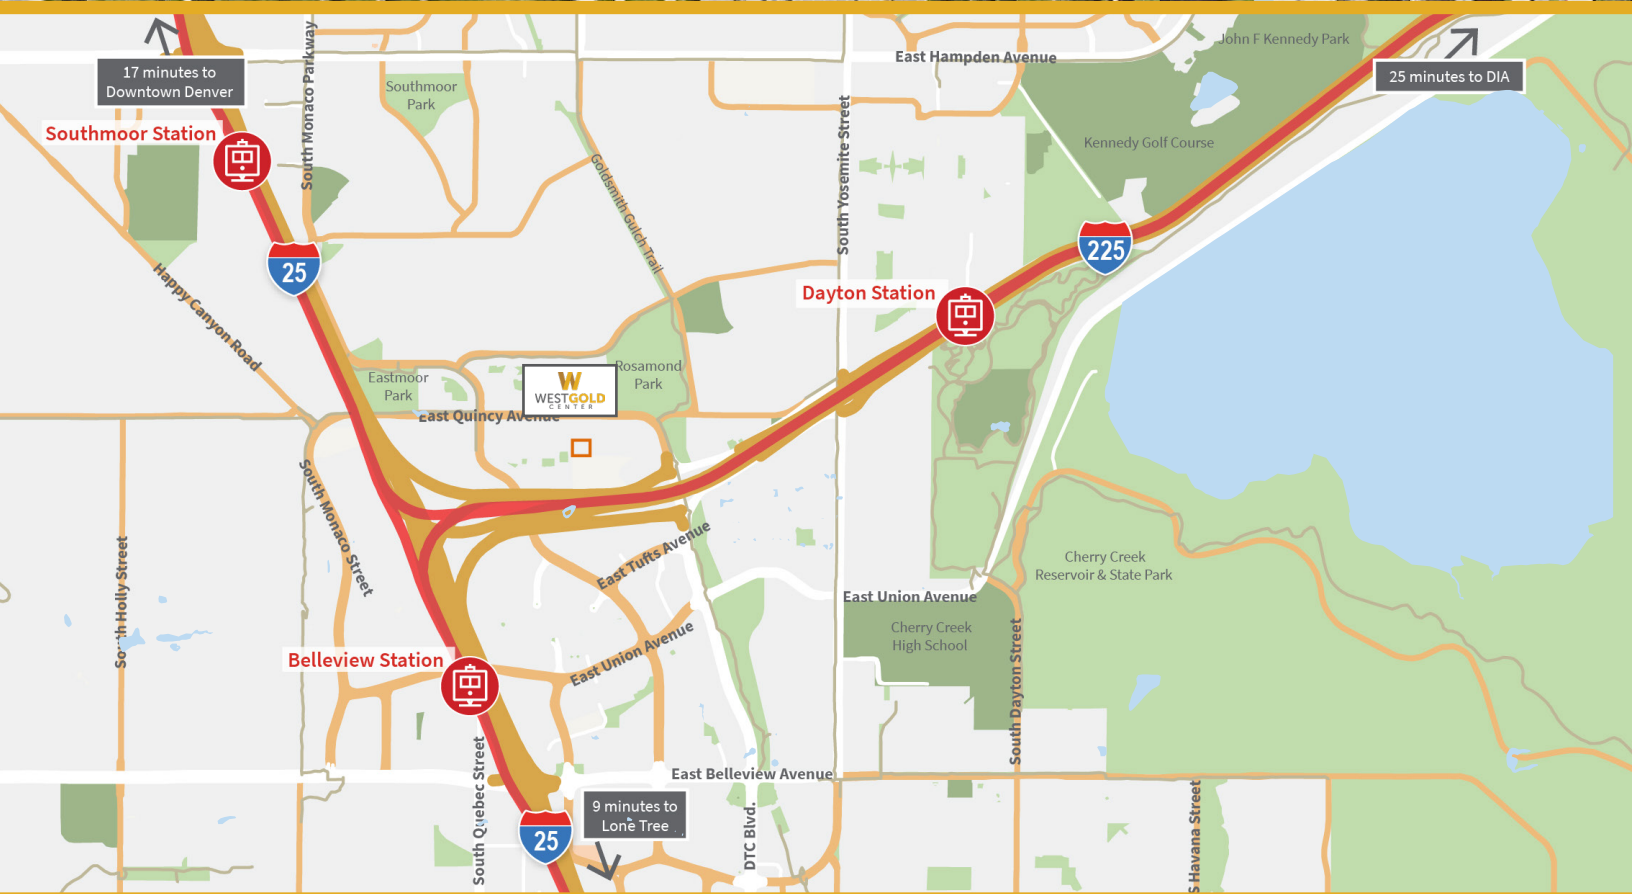 East Hampden Avenue
John F Kennedy Park
17 minutes to
Downtown Denver
25 minutes to DIA
South Monaco Parkway
Southmoor
Park
Southmoor Station
Kennedy Golf Course
South Yosemite Street
Goldsmith Gulch Trail
25
225
Happy Canyon Road
Dayton Station
Eastmoor
Park
Rosamond
Park
W
WESTGOLD
CENTER
East Quincy Avenue
South Monaco Street
South Holly Street
East Tufts Avenue
Cherry Creek
Reservoir & State Park
East Union Avenue
Cherry Creek
High School
East Union Avenue
Belleview Station
South Dayton Street
East Belleview Avenue
South Quebec Street
9 minutes to
Lone Tree
25
DTC Blvd.
S Havana Street